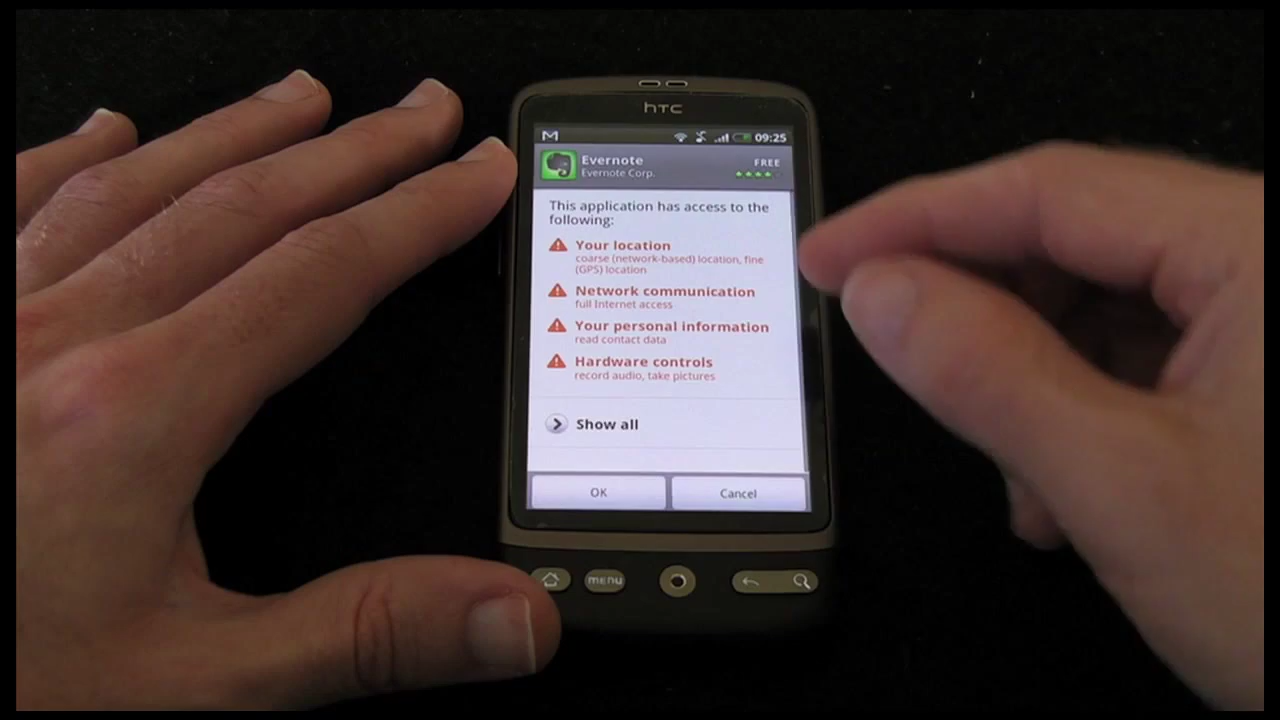 hTC
09:25
Evernote
FREE
Evernote Corp.
This application has access to the
following:
Your location
coarse (network-based) location, fine
(GPS) location
Network communication
full Internet access
Your personal information
read contact data
Hardware controls
record audio, take pictures
Show all
OK
Cancel
menu